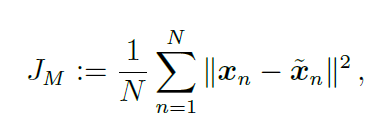 J_M := \frac{1}{N} \sum_{n=1}^{N} \|\boldsymbol{x}_n - \tilde{\boldsymbol{x}}_n\|^2 ,